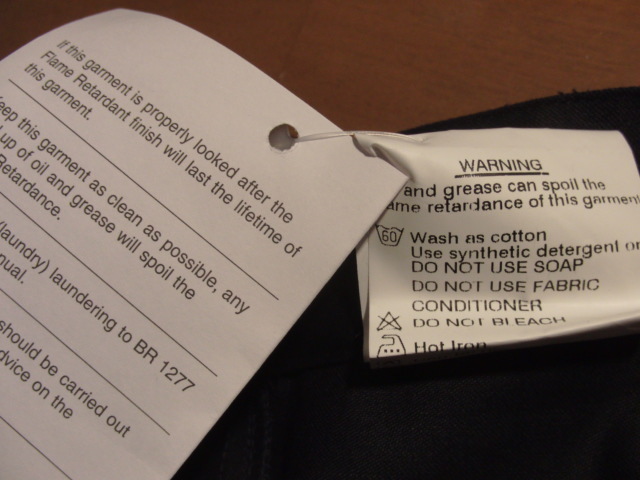 If this garment is properly looked after the
Flame Retardant finish will last the lifetime of
this garment.
eep this garment as clean as possible, any
up of oil and grease will spoil the
Retardance.
(laundry) laundering to BR 1277
should be carried out
dvice on the
WARNING
and grease can spoil the
ame retardance of this garment
60 Wash as cotton
Use synthetic detergent or
DO NOT USE SOAP
DO NOT USE FABRIC
CONDITIONER
DO NOT BLEACH
Hot Iron